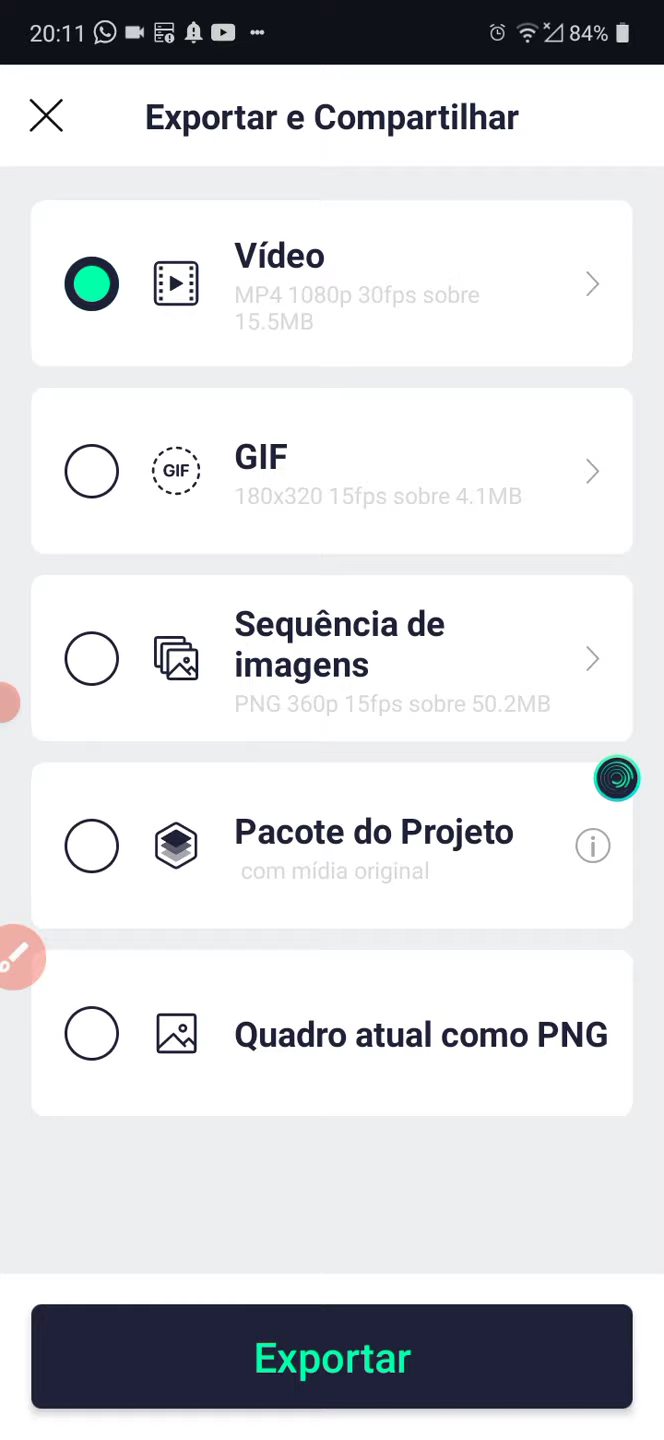 20:11
84%
Exportar e Compartilhar
Vídeo
MP4 1080p 30fps sobre
15.5MB
GIF
GIF
180x320 15fps sobre 4.1MB
Sequência de
imagens
PNG 360p 15fps sobre 50.2MB
Pacote do Projeto
com mídia original
Quadro atual como PNG
Exportar